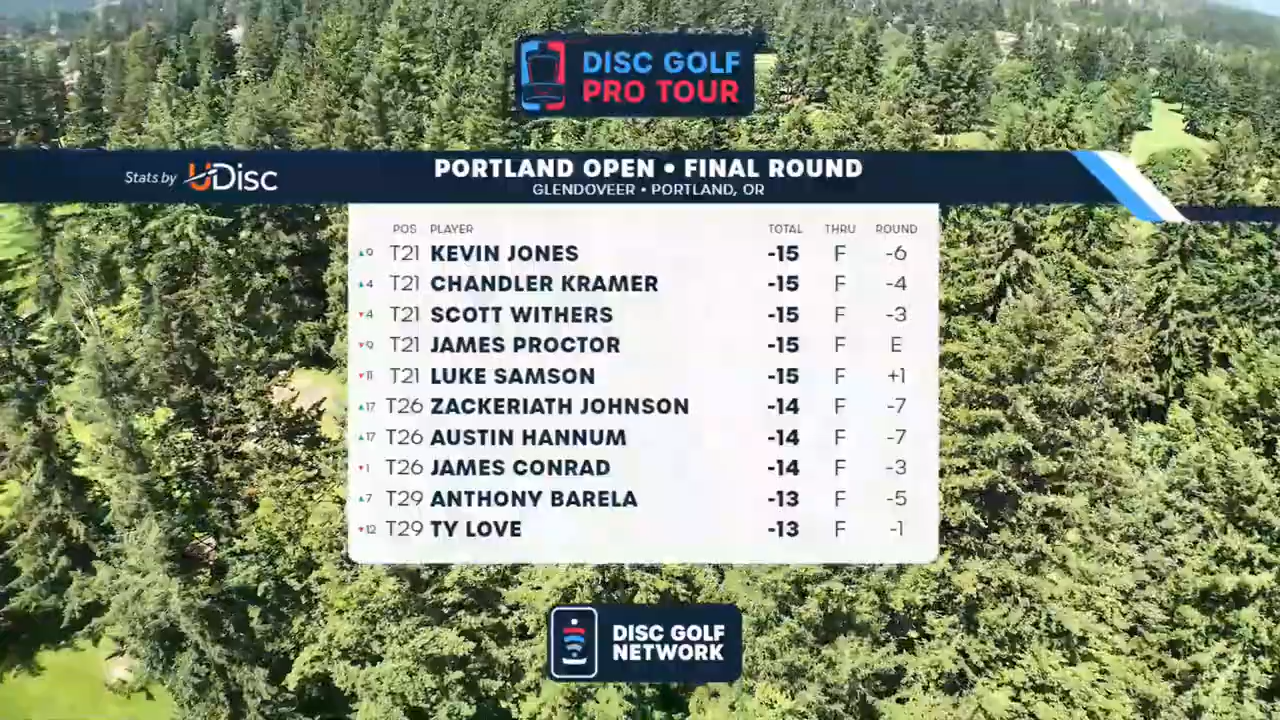 DISC GOLF
PRO TOUR
Stats by UDisc
PORTLAND OPEN • FINAL ROUND
GLENDOVEER • PORTLAND, OR
POS PLAYER TOTAL THRU ROUND
▲9 T21 KEVIN JONES -15 F -6
▲4 T21 CHANDLER KRAMER -15 F -4
▼4 T21 SCOTT WITHERS -15 F -3
▼9 T21 JAMES PROCTOR -15 F E
▼11 T21 LUKE SAMSON -15 F +1
▲17 T26 ZACKERIATH JOHNSON -14 F -7
▲17 T26 AUSTIN HANNUM -14 F -7
▼1 T26 JAMES CONRAD -14 F -3
▲7 T29 ANTHONY BARELA -13 F -5
▼12 T29 TY LOVE -13 F -1
DISC GOLF
NETWORK